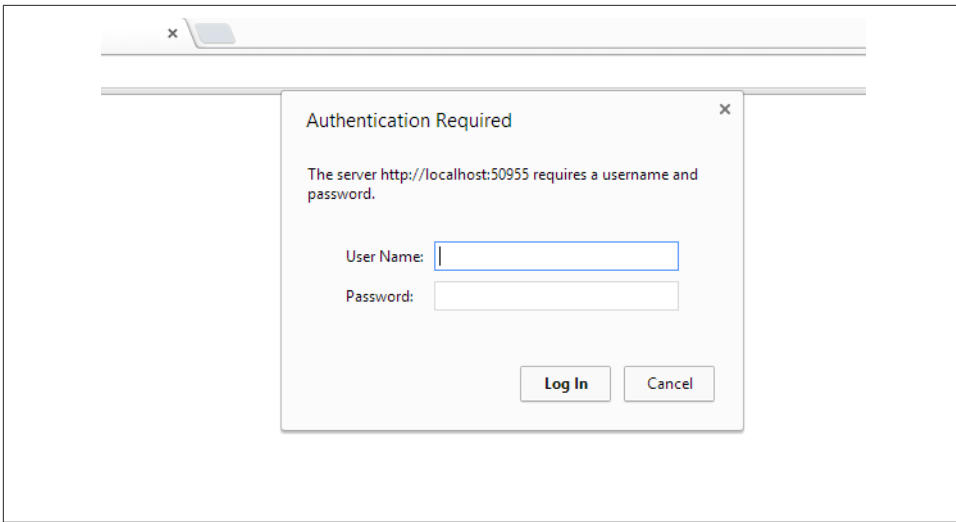 Authentication Required
The server http://localhost:50955 requires a username and
password.
User Name:
Password:
Log In
Cancel